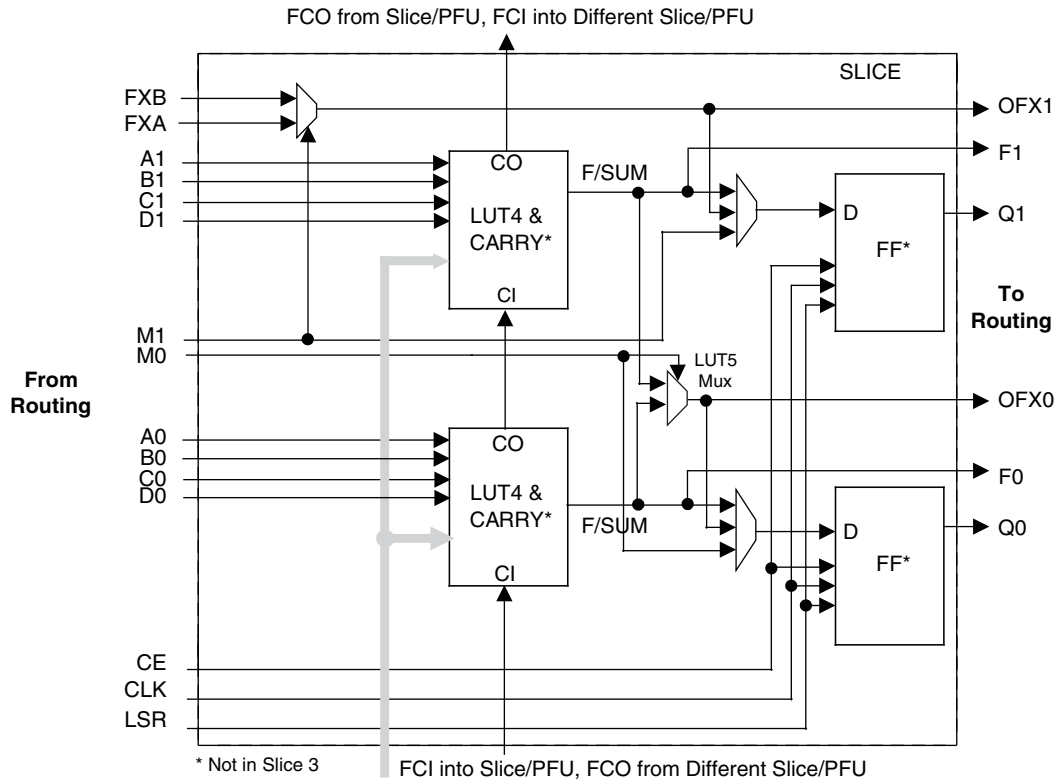 FCO from Slice/PFU, FCI into Different Slice/PFU
SLICE
FXB
FXA
OFX1
F1
A1
B1
C1
D1
CO
LUT4 &
CARRY*
CI
F/SUM
D
FF*
Q1
To
Routing
M1
M0
LUT5
Mux
From
Routing
OFX0
A0
B0
C0
D0
CO
LUT4 &
CARRY*
CI
F/SUM
F0
D
FF*
Q0
CE
CLK
LSR
* Not in Slice 3
FCI into Slice/PFU, FCO from Different Slice/PFU